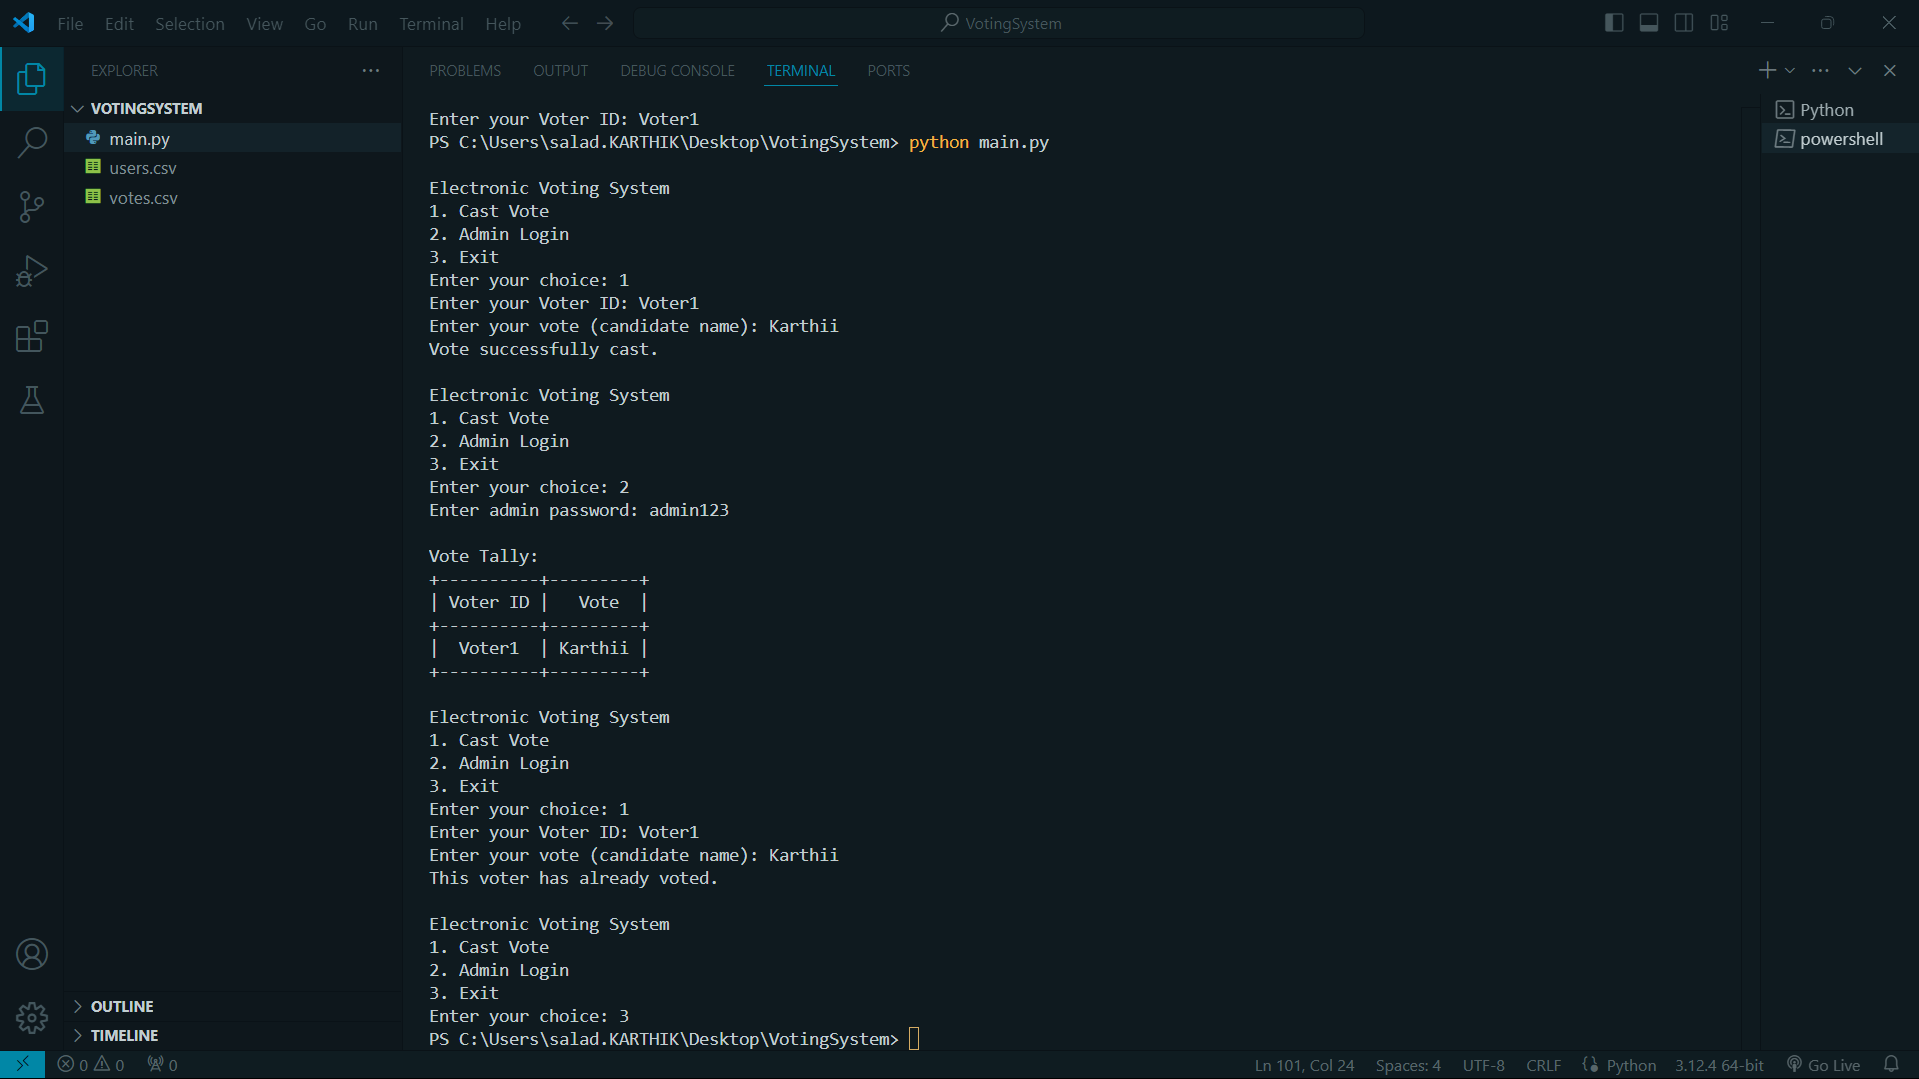 File Edit Selection View Go Run Terminal Help
VotingSystem
EXPLORER
VOTINGSYSTEM
main.py
users.csv
votes.csv
OUTLINE
TIMELINE
PROBLEMS OUTPUT DEBUG CONSOLE TERMINAL PORTS
Enter your Voter ID: Voter1
PS C:\Users\salad.KARTHIK\Desktop\VotingSystem> python main.py
Electronic Voting System
1. Cast Vote
2. Admin Login
3. Exit
Enter your choice: 1
Enter your Voter ID: Voter1
Enter your vote (candidate name): Karthii
Vote successfully cast.
Electronic Voting System
1. Cast Vote
2. Admin Login
3. Exit
Enter your choice: 2
Enter admin password: admin123
Vote Tally:
+----------+---------+
| Voter ID |   Vote  |
+----------+---------+
|  Voter1  | Karthii |
+----------+---------+
Electronic Voting System
1. Cast Vote
2. Admin Login
3. Exit
Enter your choice: 1
Enter your Voter ID: Voter1
Enter your vote (candidate name): Karthii
This voter has already voted.
Electronic Voting System
1. Cast Vote
2. Admin Login
3. Exit
Enter your choice: 3
PS C:\Users\salad.KARTHIK\Desktop\VotingSystem>
Python
powershell
0 0 0
Ln 101, Col 24 Spaces: 4 UTF-8 CRLF Python 3.12.4 64-bit Go Live